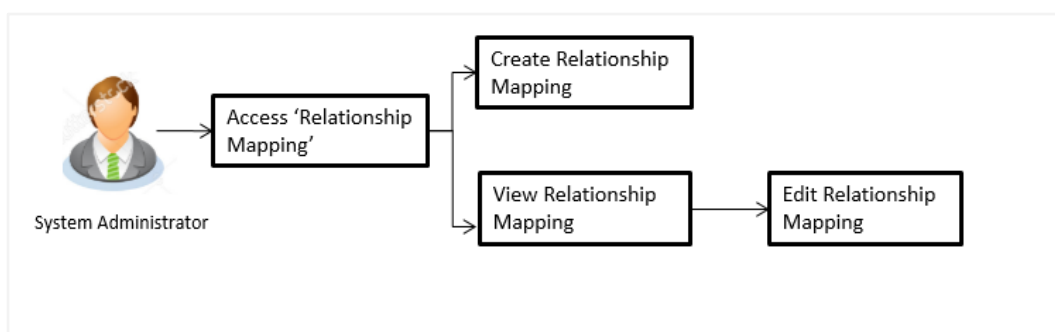 Create Relationship
Mapping
Access ‘Relationship
Mapping’
View Relationship
Mapping
Edit Relationship
Mapping
System Administrator